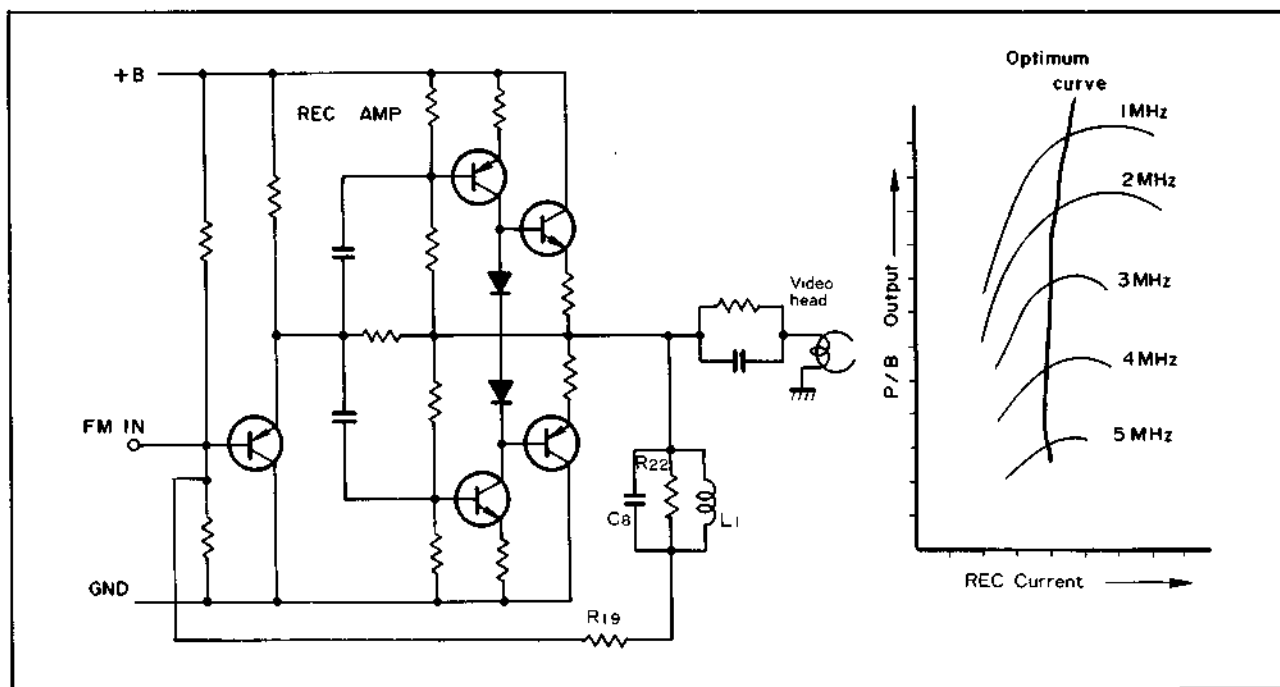 +B
REC AMP
FM IN
GND
Video
head
R22
C8
L1
R19
Optimum
curve
1MHz
2MHz
3MHz
4MHz
5MHz
P/B Output
REC Current